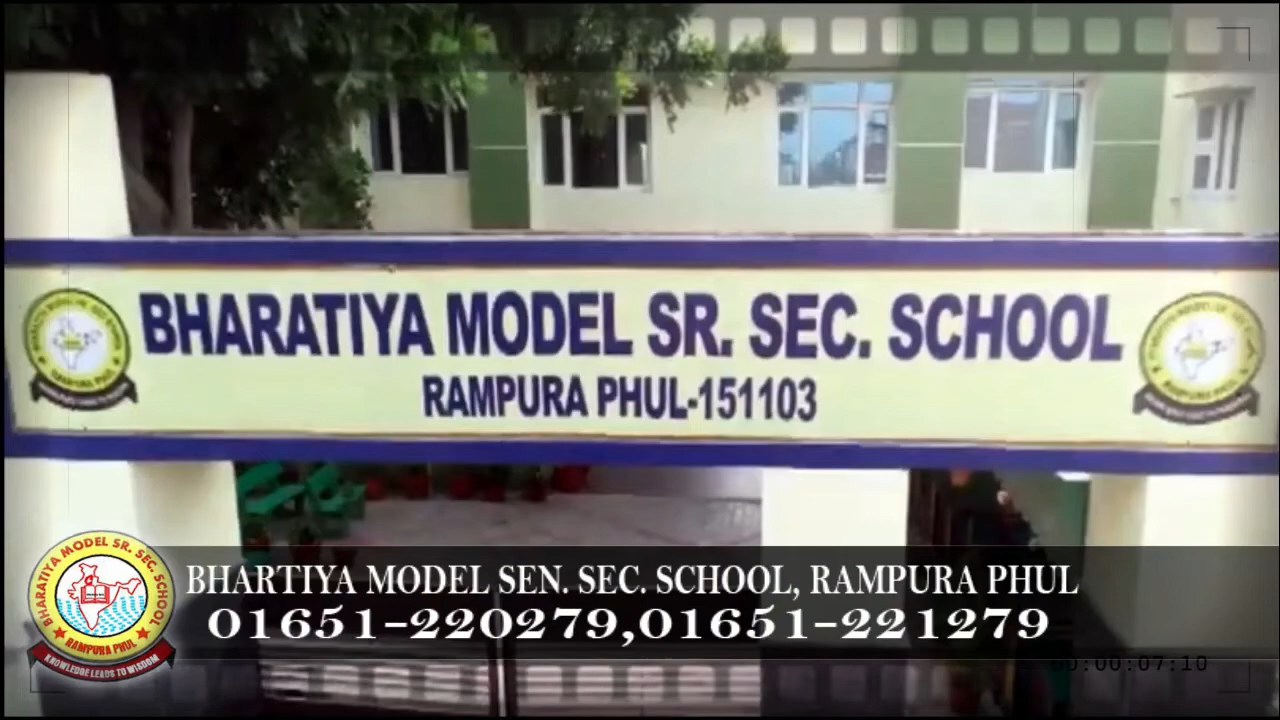 BHARATIYA MODEL SR. SEC. SCHOOL
RAMPURA PHUL-151103
BHARATIYA MODEL SR. SEC. SCHOOL
RAMPURA PHUL
KNOWLEDGE LEADS TO WISDOM
BHARTIYA MODEL SEN. SEC. SCHOOL, RAMPURA PHUL
01651-220279,01651-221279
:00:07:10